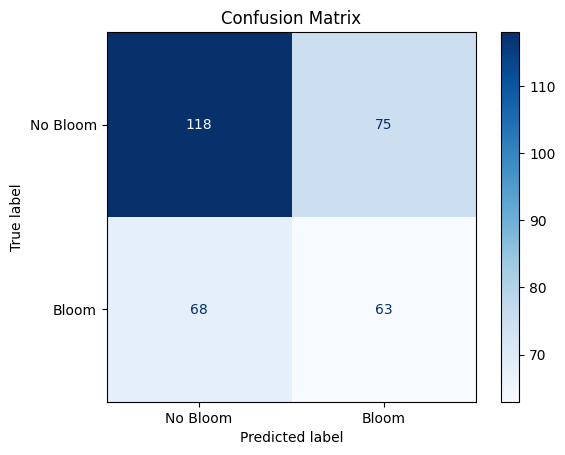 Confusion Matrix
No Bloom
118
75
Bloom
68
63
No Bloom
Bloom
Predicted label
True label
110
100
90
80
70